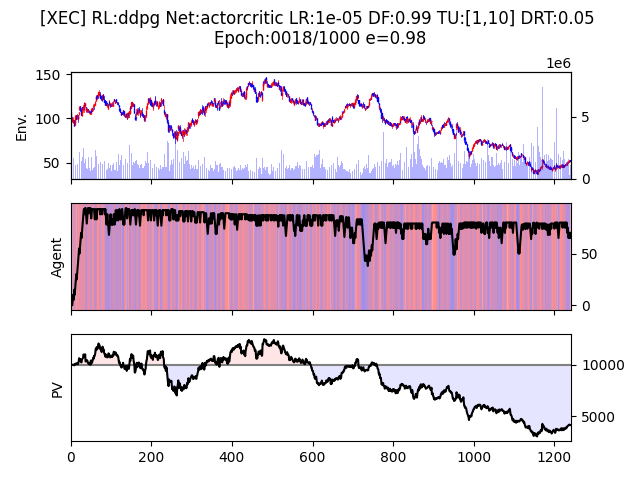 [XEC] RL:ddpg Net:actorcritic LR:1e-05 DF:0.99 TU:[1,10] DRT:0.05
Epoch:0018/1000 e=0.98
1e6
150
100
50
Env.
5
0
Agent
50
0
PV
10000
5000
0
200
400
600
800
1000
1200